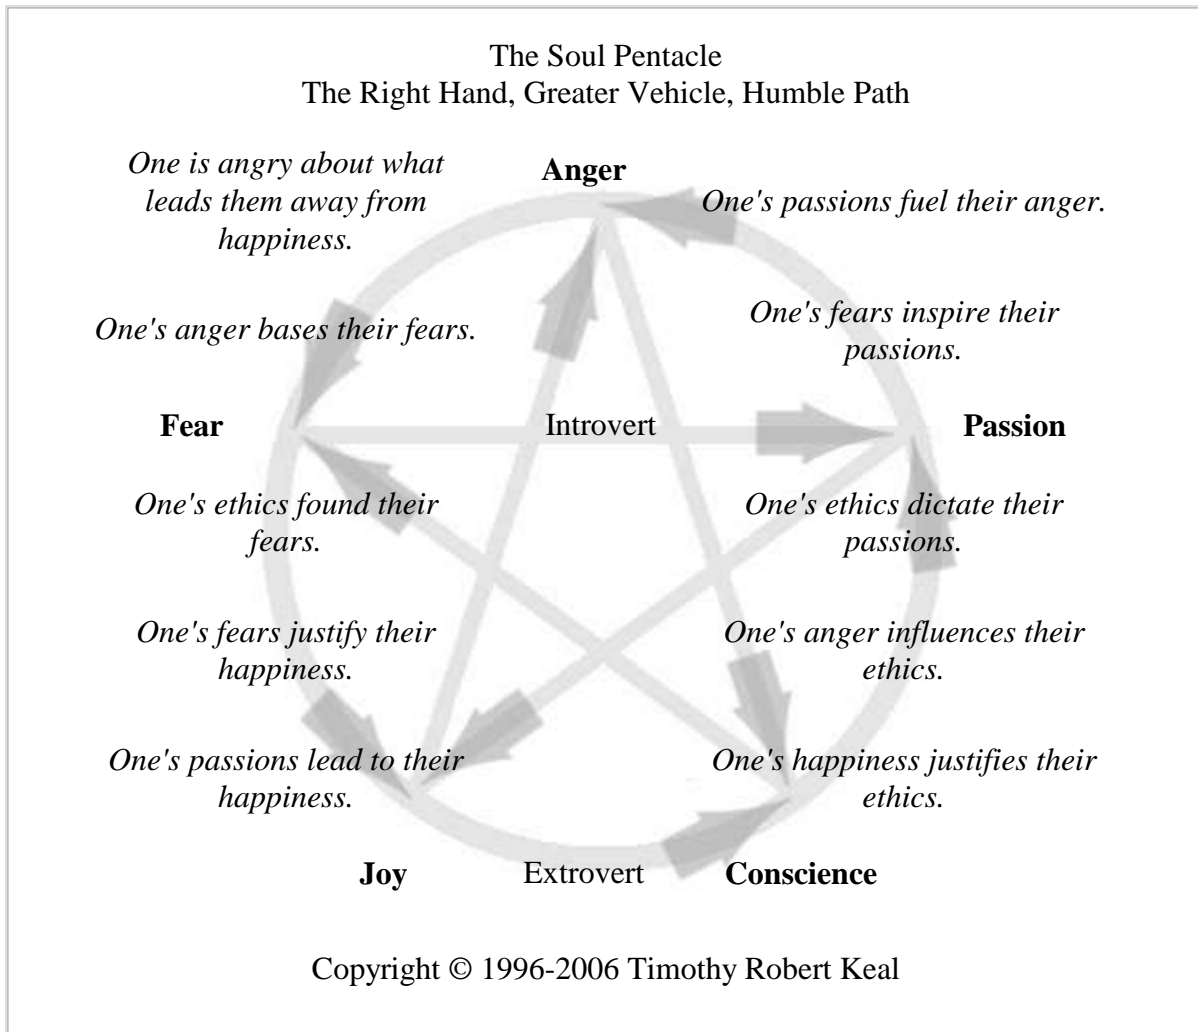 The Soul Pentacle
The Right Hand, Greater Vehicle, Humble Path
One is angry about what
leads them away from
happiness.
Anger
One's passions fuel their anger.
One's anger bases their fears.
One's fears inspire their
passions.
Fear
Introvert
Passion
One's ethics found their
fears.
One's ethics dictate their
passions.
One's fears justify their
happiness.
One's anger influences their
ethics.
One's passions lead to their
happiness.
One's happiness justifies their
ethics.
Joy
Extrovert
Conscience
Copyright © 1996-2006 Timothy Robert Keal